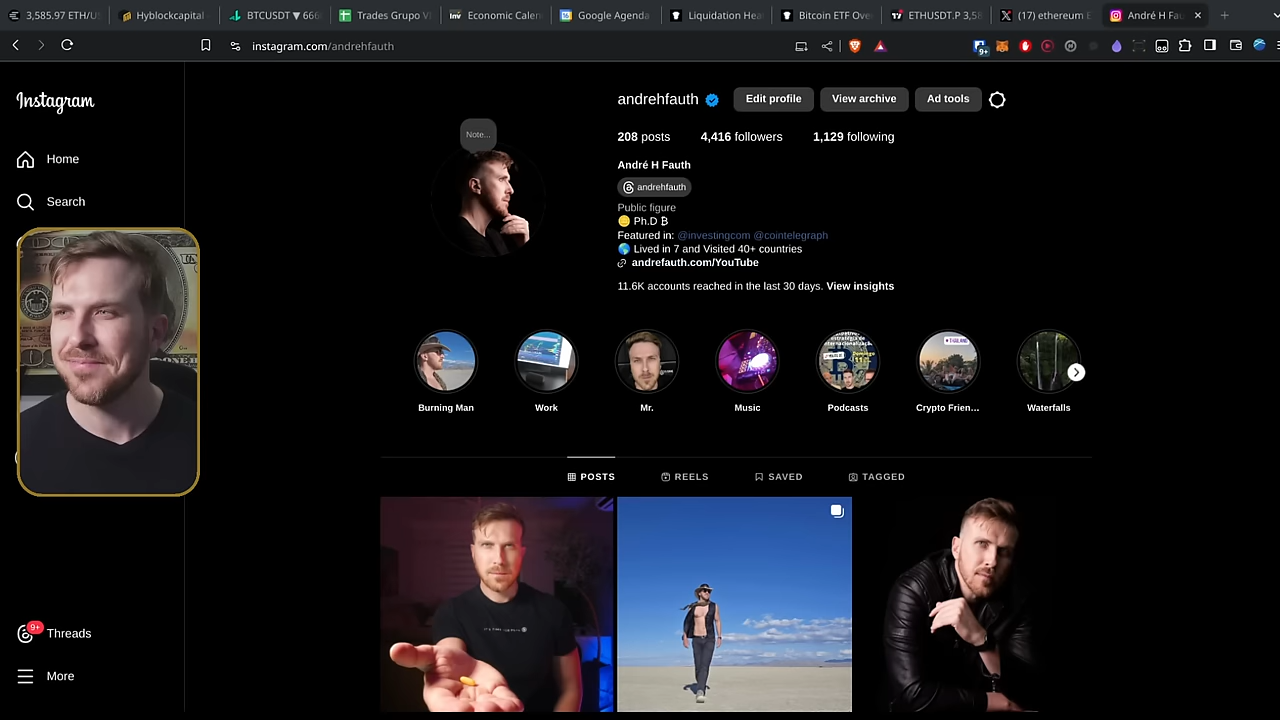 3,585.97 ETH/U
Hyblockcapital
BTCUSDT ▼ 666
Trades Grupo V
Economic Calen
Google Agenda
Liquidation Hea
Bitcoin ETF Ove
ETHUSDT.P 3,58
(17) ethereum E
André H Fau
instagram.com/andrehfauth
9+
Instagram
Home
Search
Threads
9+
More
Note...
andrehfauth
Edit profile
View archive
Ad tools
208 posts
4,416 followers
1,129 following
André H Fauth
andrehfauth
Public figure
🪙 Ph.D ₿
Featured in: @investingcom @cointelegraph
🌎 Lived in 7 and Visited 40+ countries
andrefauth.com/YouTube
11.6K accounts reached in the last 30 days. View insights
Burning Man
Work
Mr.
Music
Podcasts
Crypto Frien...
Waterfalls
POSTS
REELS
SAVED
TAGGED